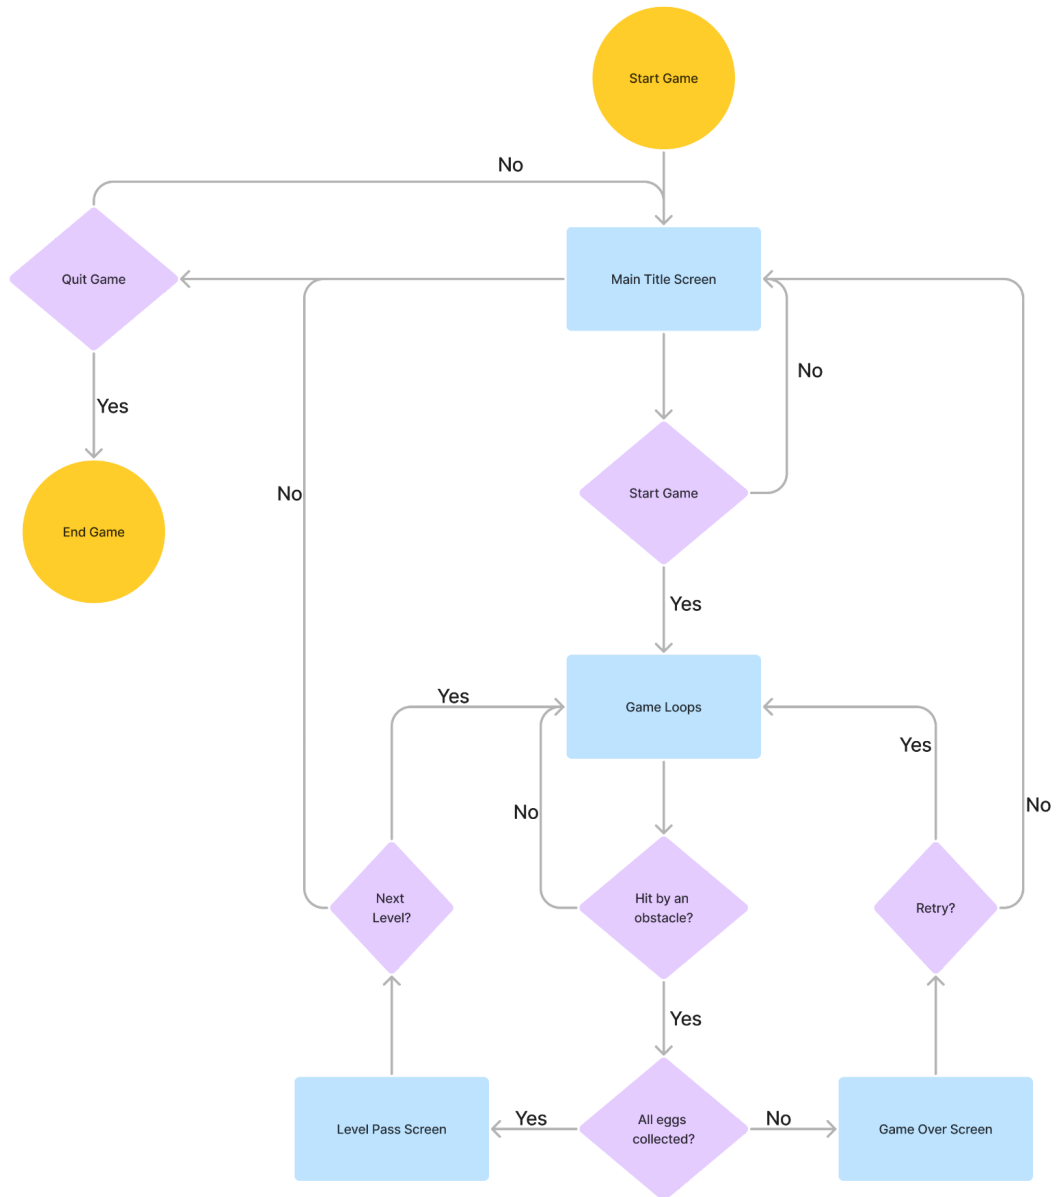 Start Game
No
Quit Game
Main Title Screen
No
Yes
No
Start Game
End Game
Yes
Yes
Game Loops
Yes
No
No
Next
Level?
Hit by an
obstacle?
Retry?
Yes
Level Pass Screen
Yes
All eggs
collected?
No
Game Over Screen